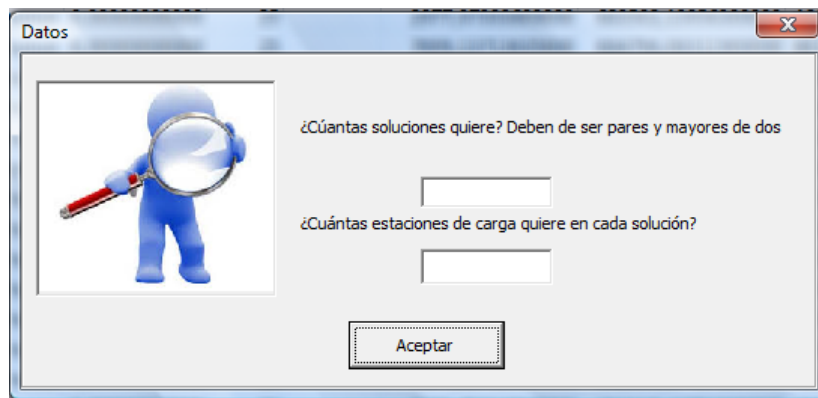 Datos
¿Cúantas soluciones quiere? Deben de ser pares y mayores de dos
¿Cuántas estaciones de carga quiere en cada solución?
Aceptar